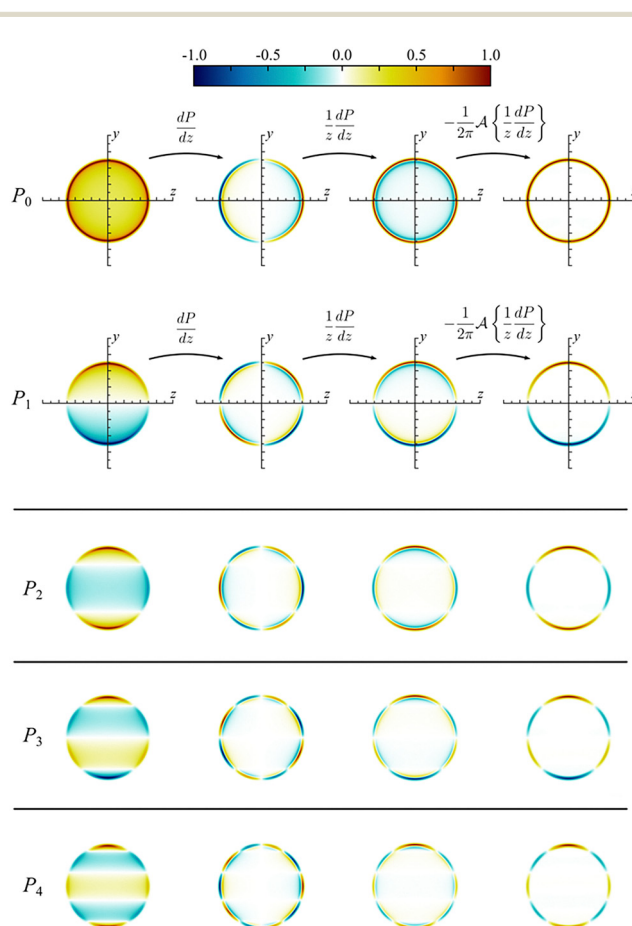 -1.0 -0.5 0.0 0.5 1.0
dP/dz 1/z dP/dz -1/2π 𝒜{1/z dP/dz}
y y y y
P₀ z z z
dP/dz 1/z dP/dz -1/2π 𝒜{1/z dP/dz}
y y y y
P₁ z z z
P₂
P₃
P₄